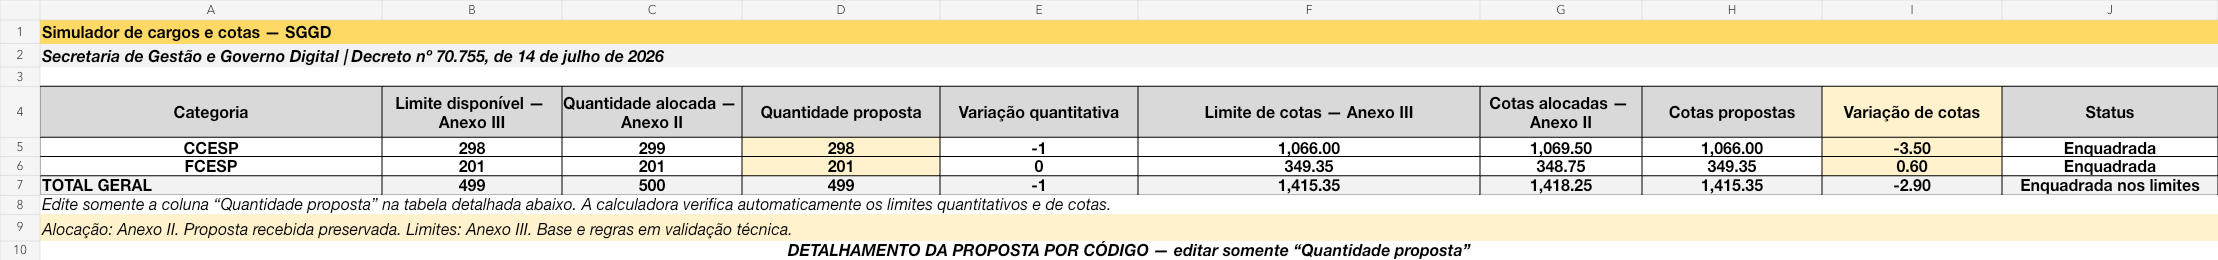 A B C D E F G H I J
1 Simulador de cargos e cotas — SGGD
2 Secretaria de Gestão e Governo Digital | Decreto nº 70.755, de 14 de julho de 2026
3
4 Categoria Limite disponível — Anexo III Quantidade alocada — Anexo II Quantidade proposta Variação quantitativa Limite de cotas — Anexo III Cotas alocadas — Anexo II Cotas propostas Variação de cotas Status
5 CCESP 298 299 298 -1 1,066.00 1,069.50 1,066.00 -3.50 Enquadrada
6 FCESP 201 201 201 0 349.35 348.75 349.35 0.60 Enquadrada
7 TOTAL GERAL 499 500 499 -1 1,415.35 1,418.25 1,415.35 -2.90 Enquadrada nos limites
8 Edite somente a coluna “Quantidade proposta” na tabela detalhada abaixo. A calculadora verifica automaticamente os limites quantitativos e de cotas.
9 Alocação: Anexo II. Proposta recebida preservada. Limites: Anexo III. Base e regras em validação técnica.
10 DETALHAMENTO DA PROPOSTA POR CÓDIGO — editar somente “Quantidade proposta”